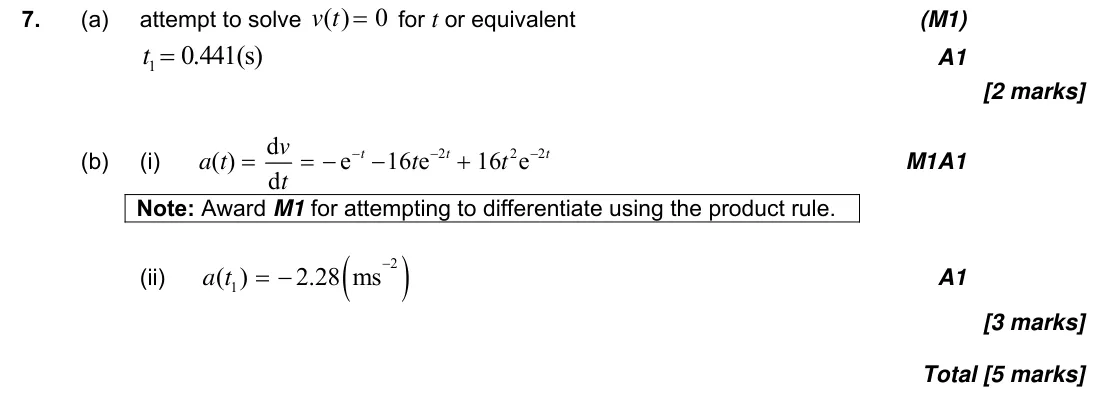 7. (a) attempt to solve v(t) = 0 for t or equivalent (M1)
t₁ = 0.441(s) A1
[2 marks]
(b) (i) a(t) = dv/dt = −e⁻ᵗ −16te⁻²ᵗ + 16t²e⁻²ᵗ M1A1
Note: Award M1 for attempting to differentiate using the product rule.
(ii) a(t₁) = −2.28(ms⁻²) A1
[3 marks]
Total [5 marks]